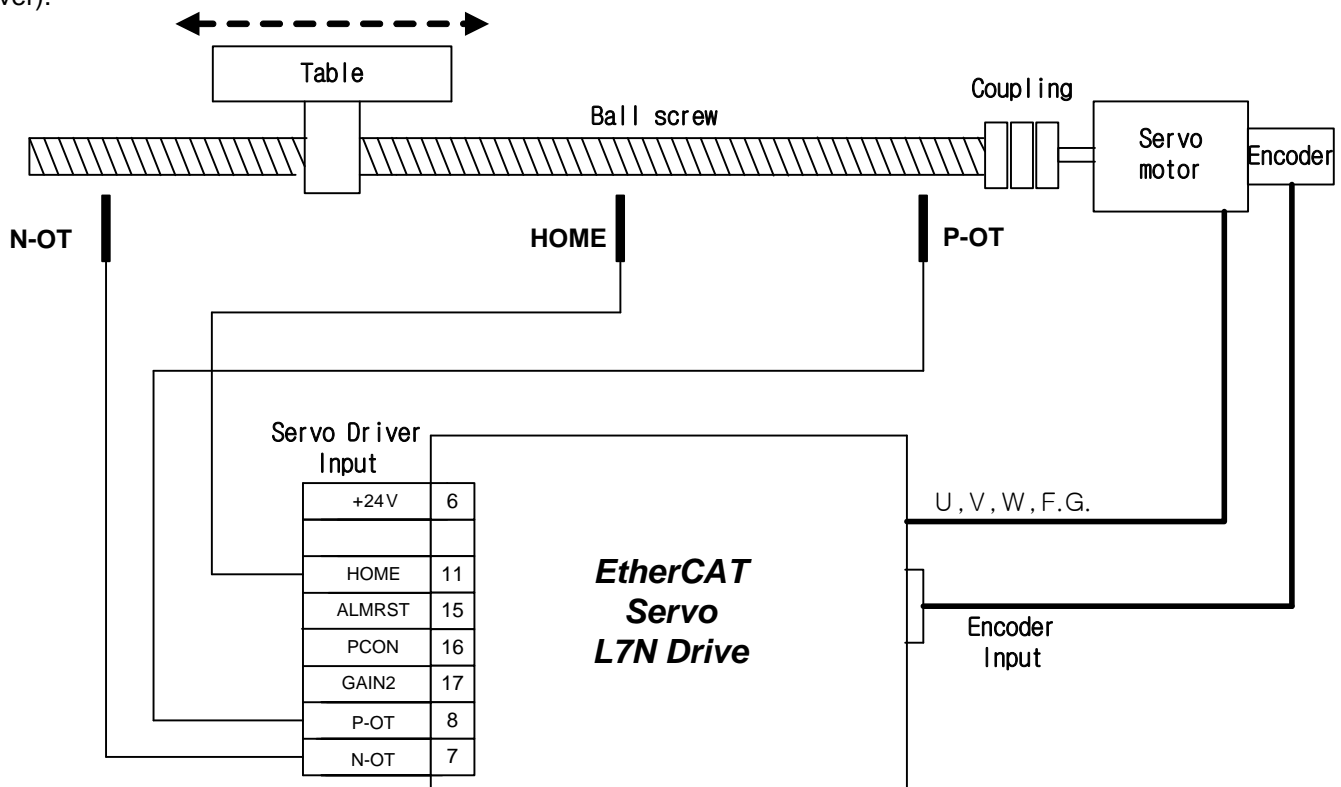 ver).
Table
Ball screw
Coupling
Servo
motor
Encoder
N-OT
HOME
P-OT
Servo Driver
Input
+24V 6
HOME 11
ALMRST 15
PCON 16
GAIN2 17
P-OT 8
N-OT 7
EtherCAT
Servo
L7N Drive
U,V,W,F.G.
Encoder
Input